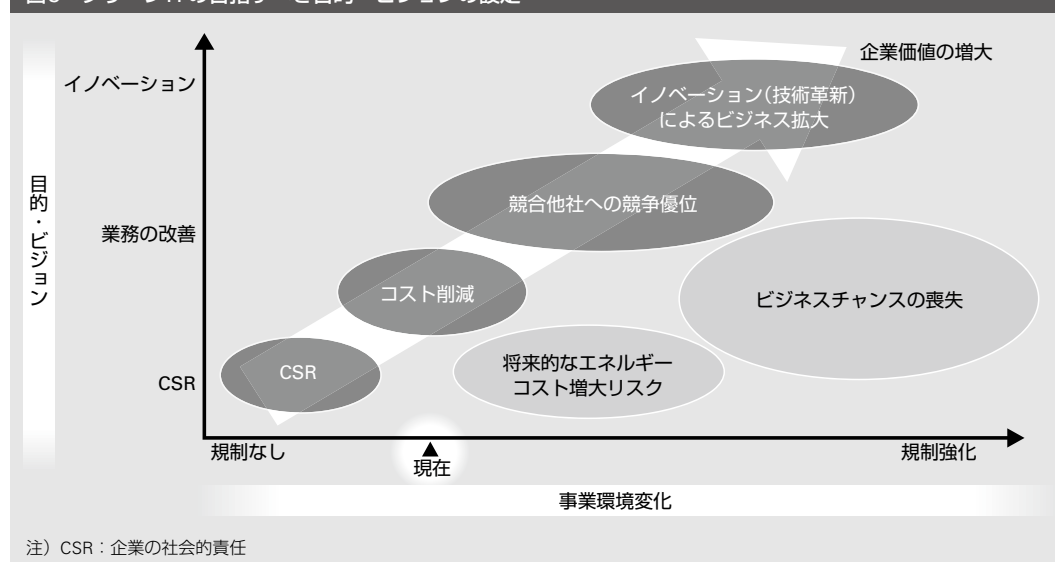 企業価値の増大
イノベーション
イノベーション（技術革新）
によるビジネス拡大
目的・ビジョン
競合他社への競争優位
業務の改善
コスト削減
ビジネスチャンスの喪失
CSR
CSR
将来的なエネルギー
コスト増大リスク
規制なし
現在
規制強化
事業環境変化
注）CSR：企業の社会的責任